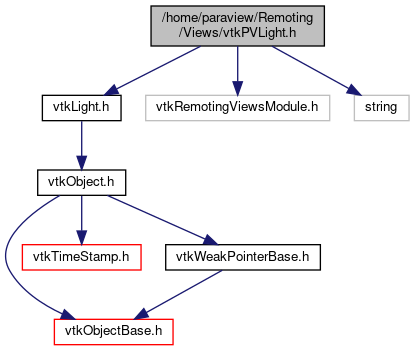 /home/paraview/Remoting
/Views/vtkPVLight.h
vtkLight.h
vtkRemotingViewsModule.h
string
vtkObject.h
vtkTimeStamp.h
vtkWeakPointerBase.h
vtkObjectBase.h